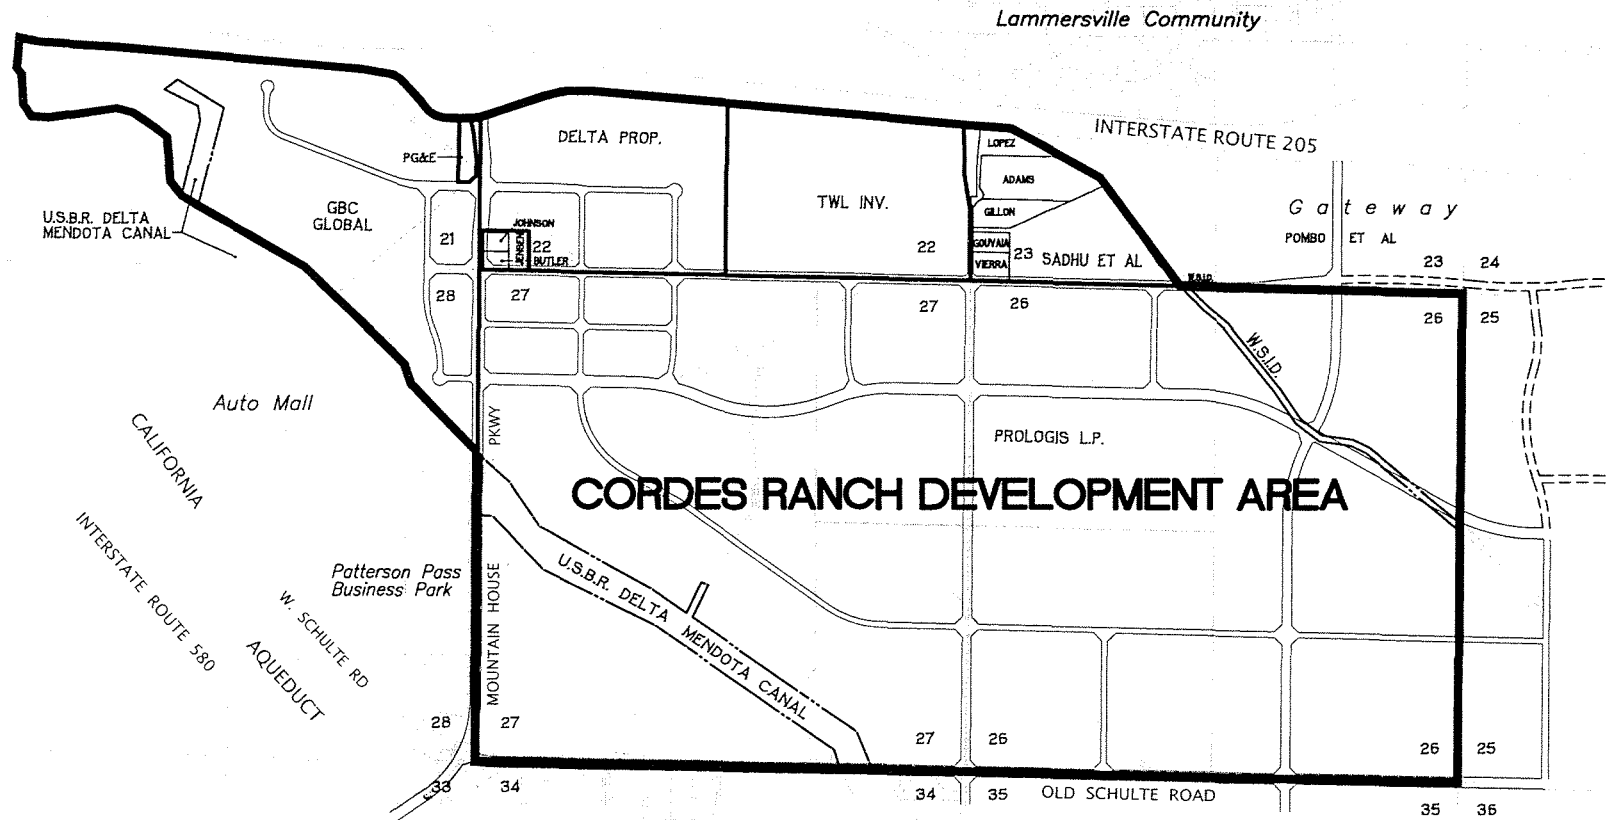 Lammersville Community
INTERSTATE ROUTE 205
DELTA PROP.
LOPEZ
PG&E
ADAMS
TWL INV.
GBC
GLOBAL
U.S.B.R. DELTA
MENDOTA CANAL
GILLON
Gateway
POMBO ET AL
JOHNSON
JENSEN
BUTLER
21
22
22
GOUVAIA
VIERRA
23
SADHU ET AL
23
24
W.S.I.D.
28
27
27
26
26
25
W.S.I.D.
Auto Mall
PKWY
PROLOGIS L.P.
CALIFORNIA
CORDES RANCH DEVELOPMENT AREA
INTERSTATE ROUTE 580
Patterson Pass
Business Park
U.S.B.R. DELTA MENDOTA CANAL
MOUNTAIN HOUSE
W. SCHULTE RD
AQUEDUCT
28
27
27
26
26
25
33
34
34
35
OLD SCHULTE ROAD
35
36